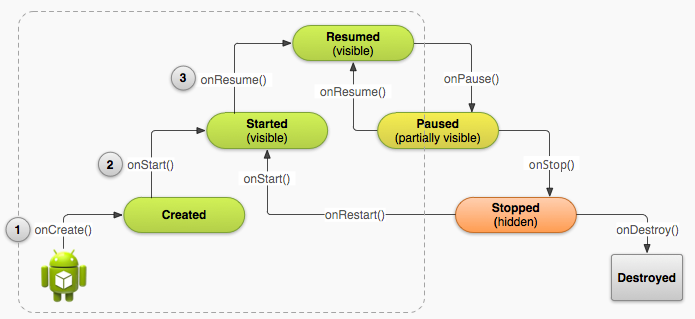 Resumed
(visible)
3
onResume()
onPause()
onResume()
Started
(visible)
Paused
(partially visible)
2
onStart()
onStart()
onStop()
Created
onRestart()
Stopped
(hidden)
1
onCreate()
onDestroy()
Destroyed